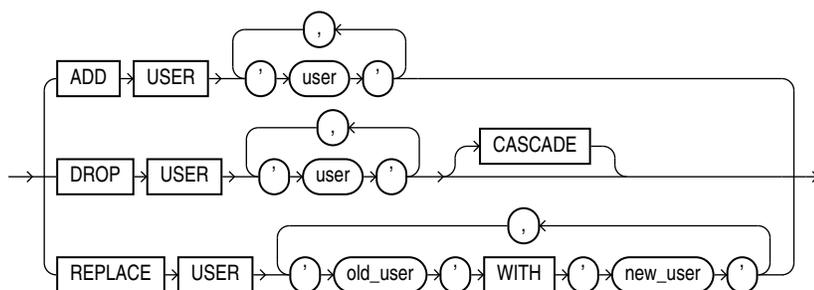 ,
ADD USER ' user '
,
CASCADE
DROP USER ' user '
,
REPLACE USER ' old_user ' WITH ' new_user '